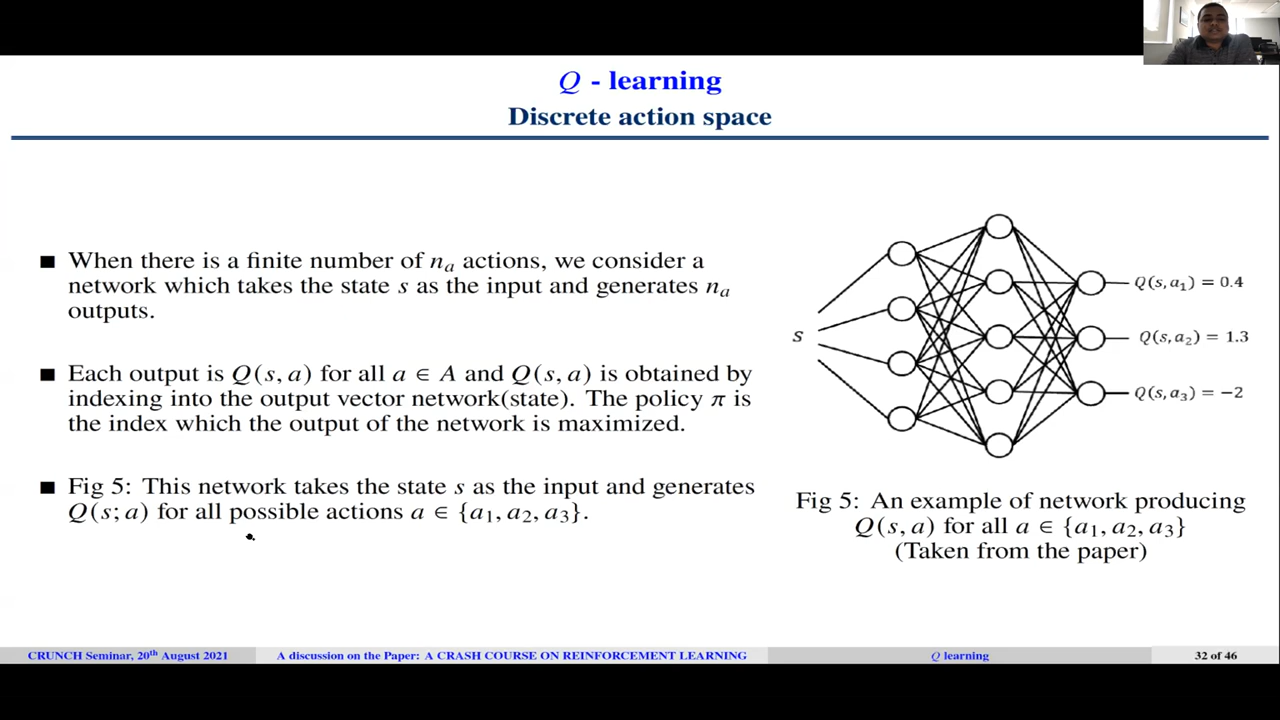 Q - learning
Discrete action space
■ When there is a finite number of nₐ actions, we consider a
network which takes the state s as the input and generates nₐ
outputs.
■ Each output is Q(s, a) for all a ∈ A and Q(s, a) is obtained by
indexing into the output vector network(state). The policy π is
the index which the output of the network is maximized.
■ Fig 5: This network takes the state s as the input and generates
Q(s; a) for all possible actions a ∈ {a₁, a₂, a₃}.
s
Q(s,a₁) = 0.4
Q(s,a₂) = 1.3
Q(s,a₃) = −2
Fig 5: An example of network producing
Q(s, a) for all a ∈ {a₁, a₂, a₃}
(Taken from the paper)
CRUNCH Seminar, 20th August 2021
A discussion on the Paper: A CRASH COURSE ON REINFORCEMENT LEARNING
Q learning
32 of 46